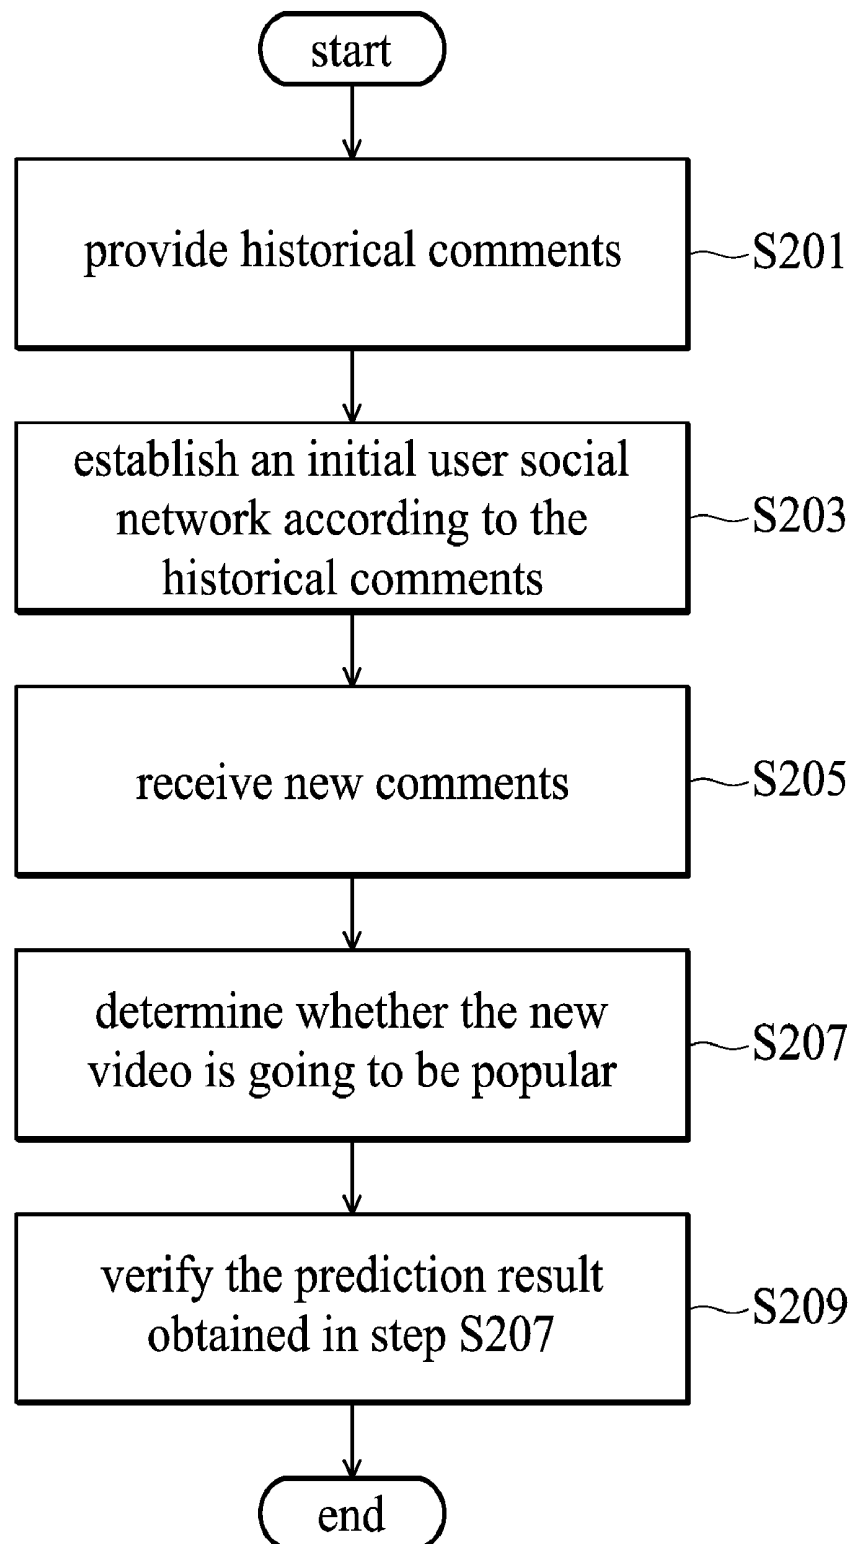 start
provide historical comments
S201
establish an initial user social
network according to the
historical comments
S203
receive new comments
S205
determine whether the new
video is going to be popular
S207
verify the prediction result
obtained in step S207
S209
end